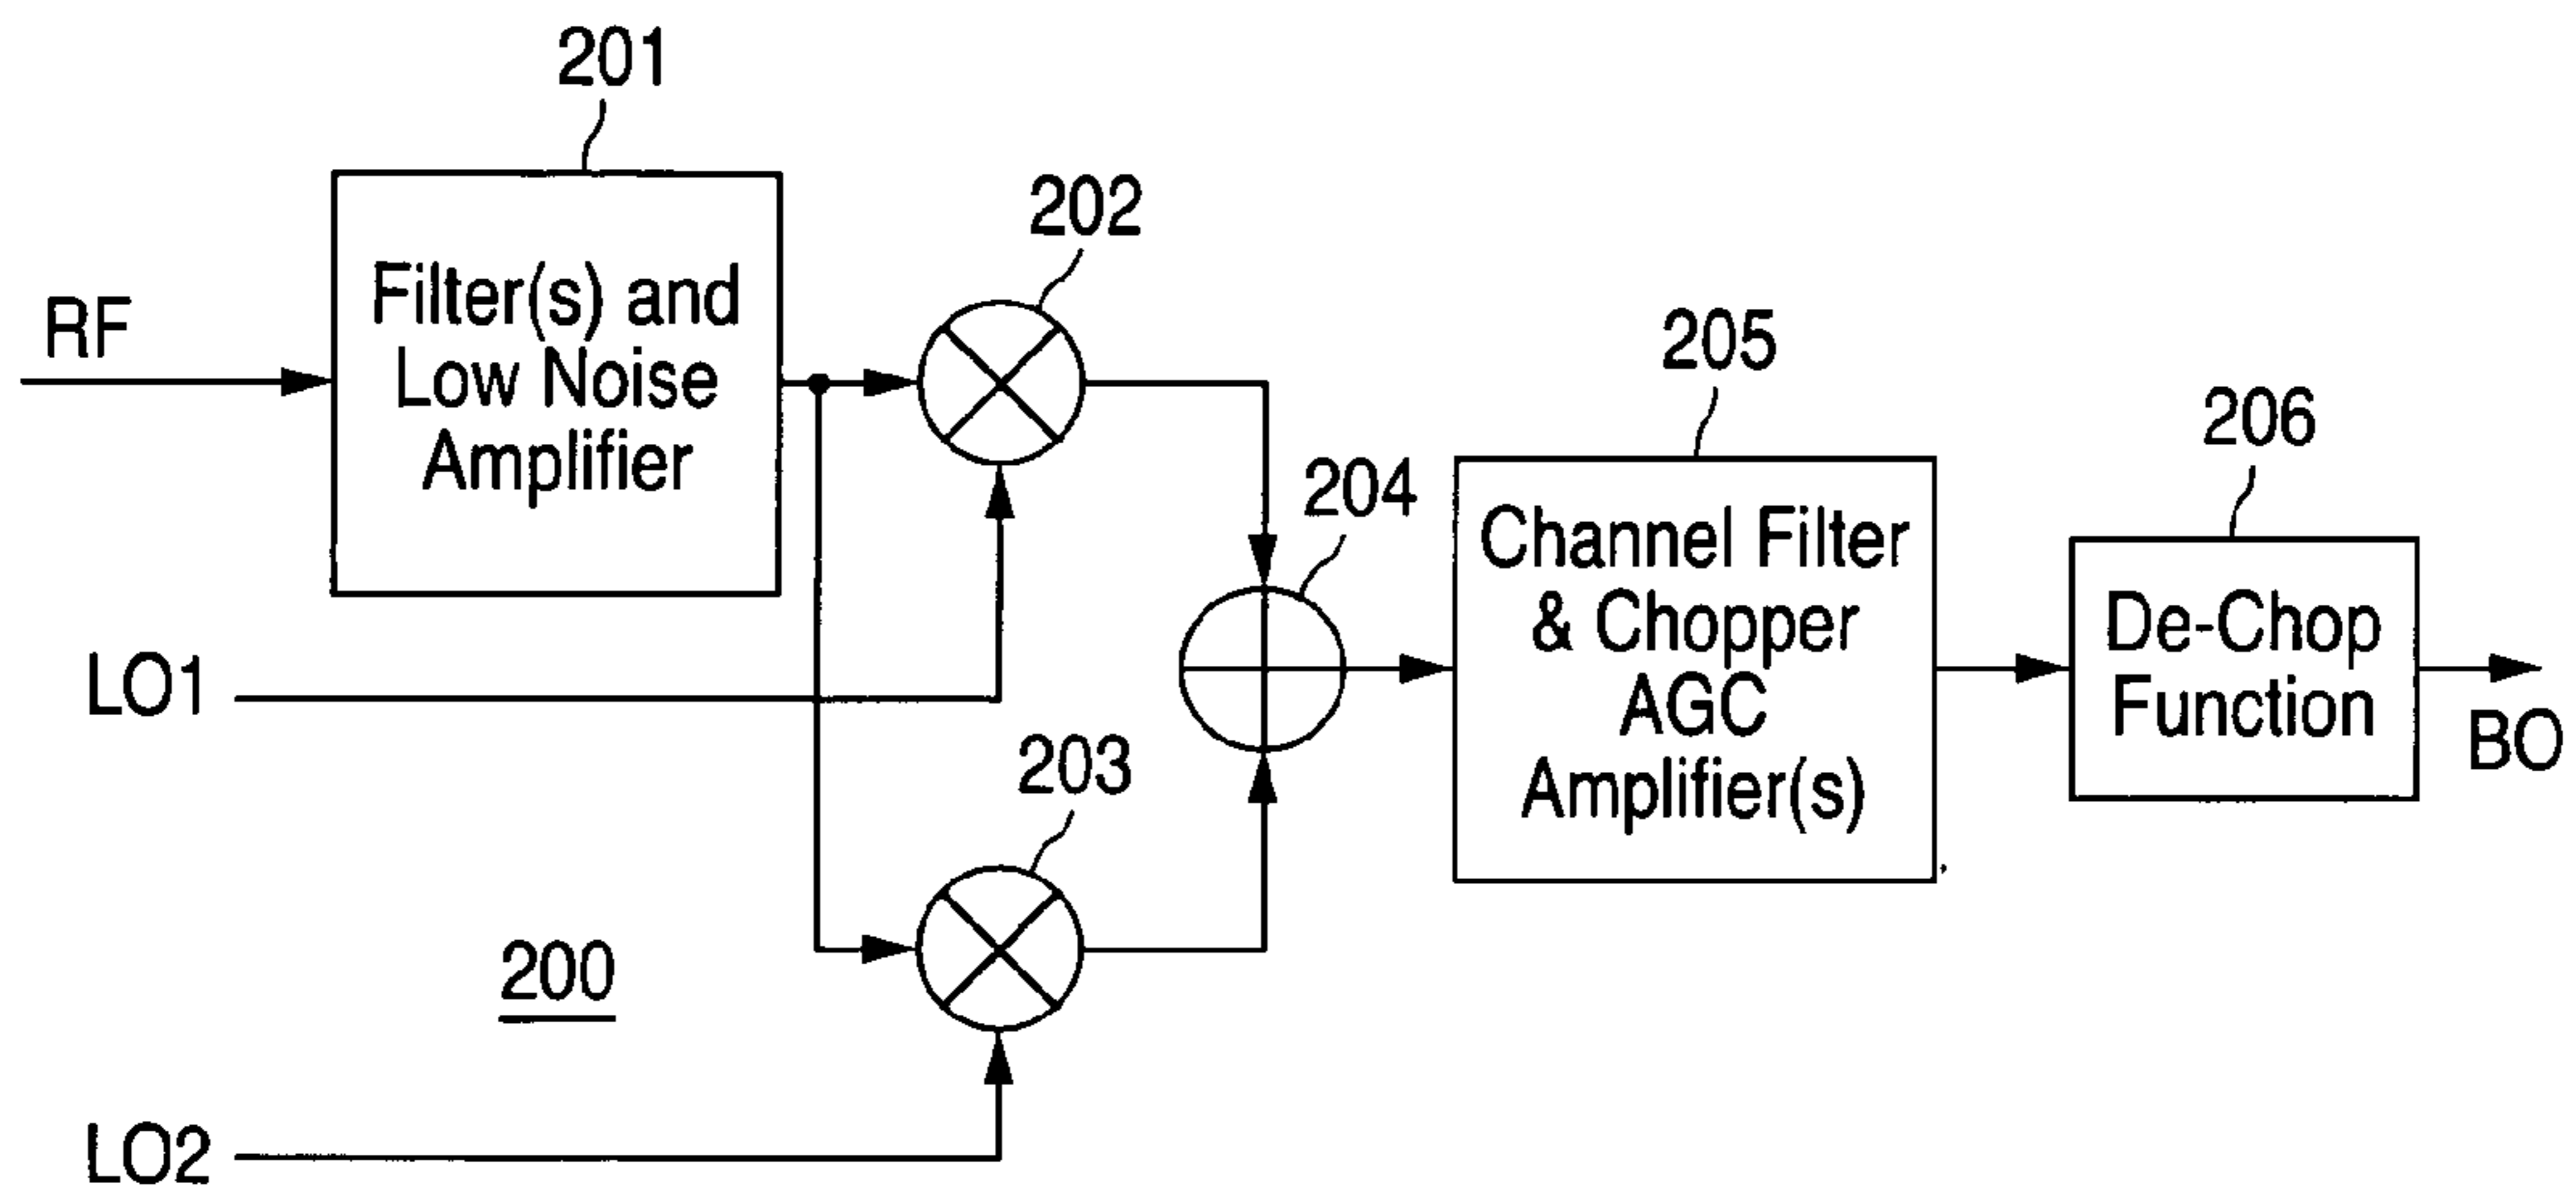 201
202
RF
Filter(s) and
Low Noise
Amplifier
205
206
204
Channel Filter
& Chopper
AGC
Amplifier(s)
De-Chop
Function
LO1
BO
203
200
LO2